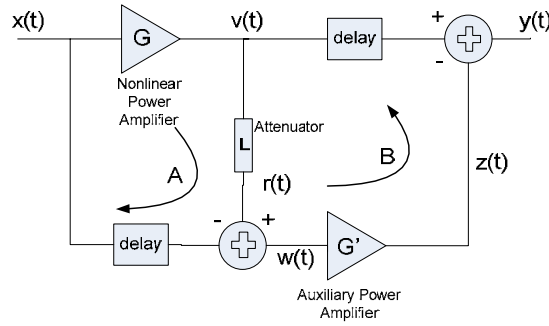 x(t)
G
v(t)
delay
+
-
y(t)
Nonlinear
Power
Amplifier
Attenuator
L
A
B
r(t)
z(t)
delay
-
+
w(t)
G'
Auxiliary Power
Amplifier